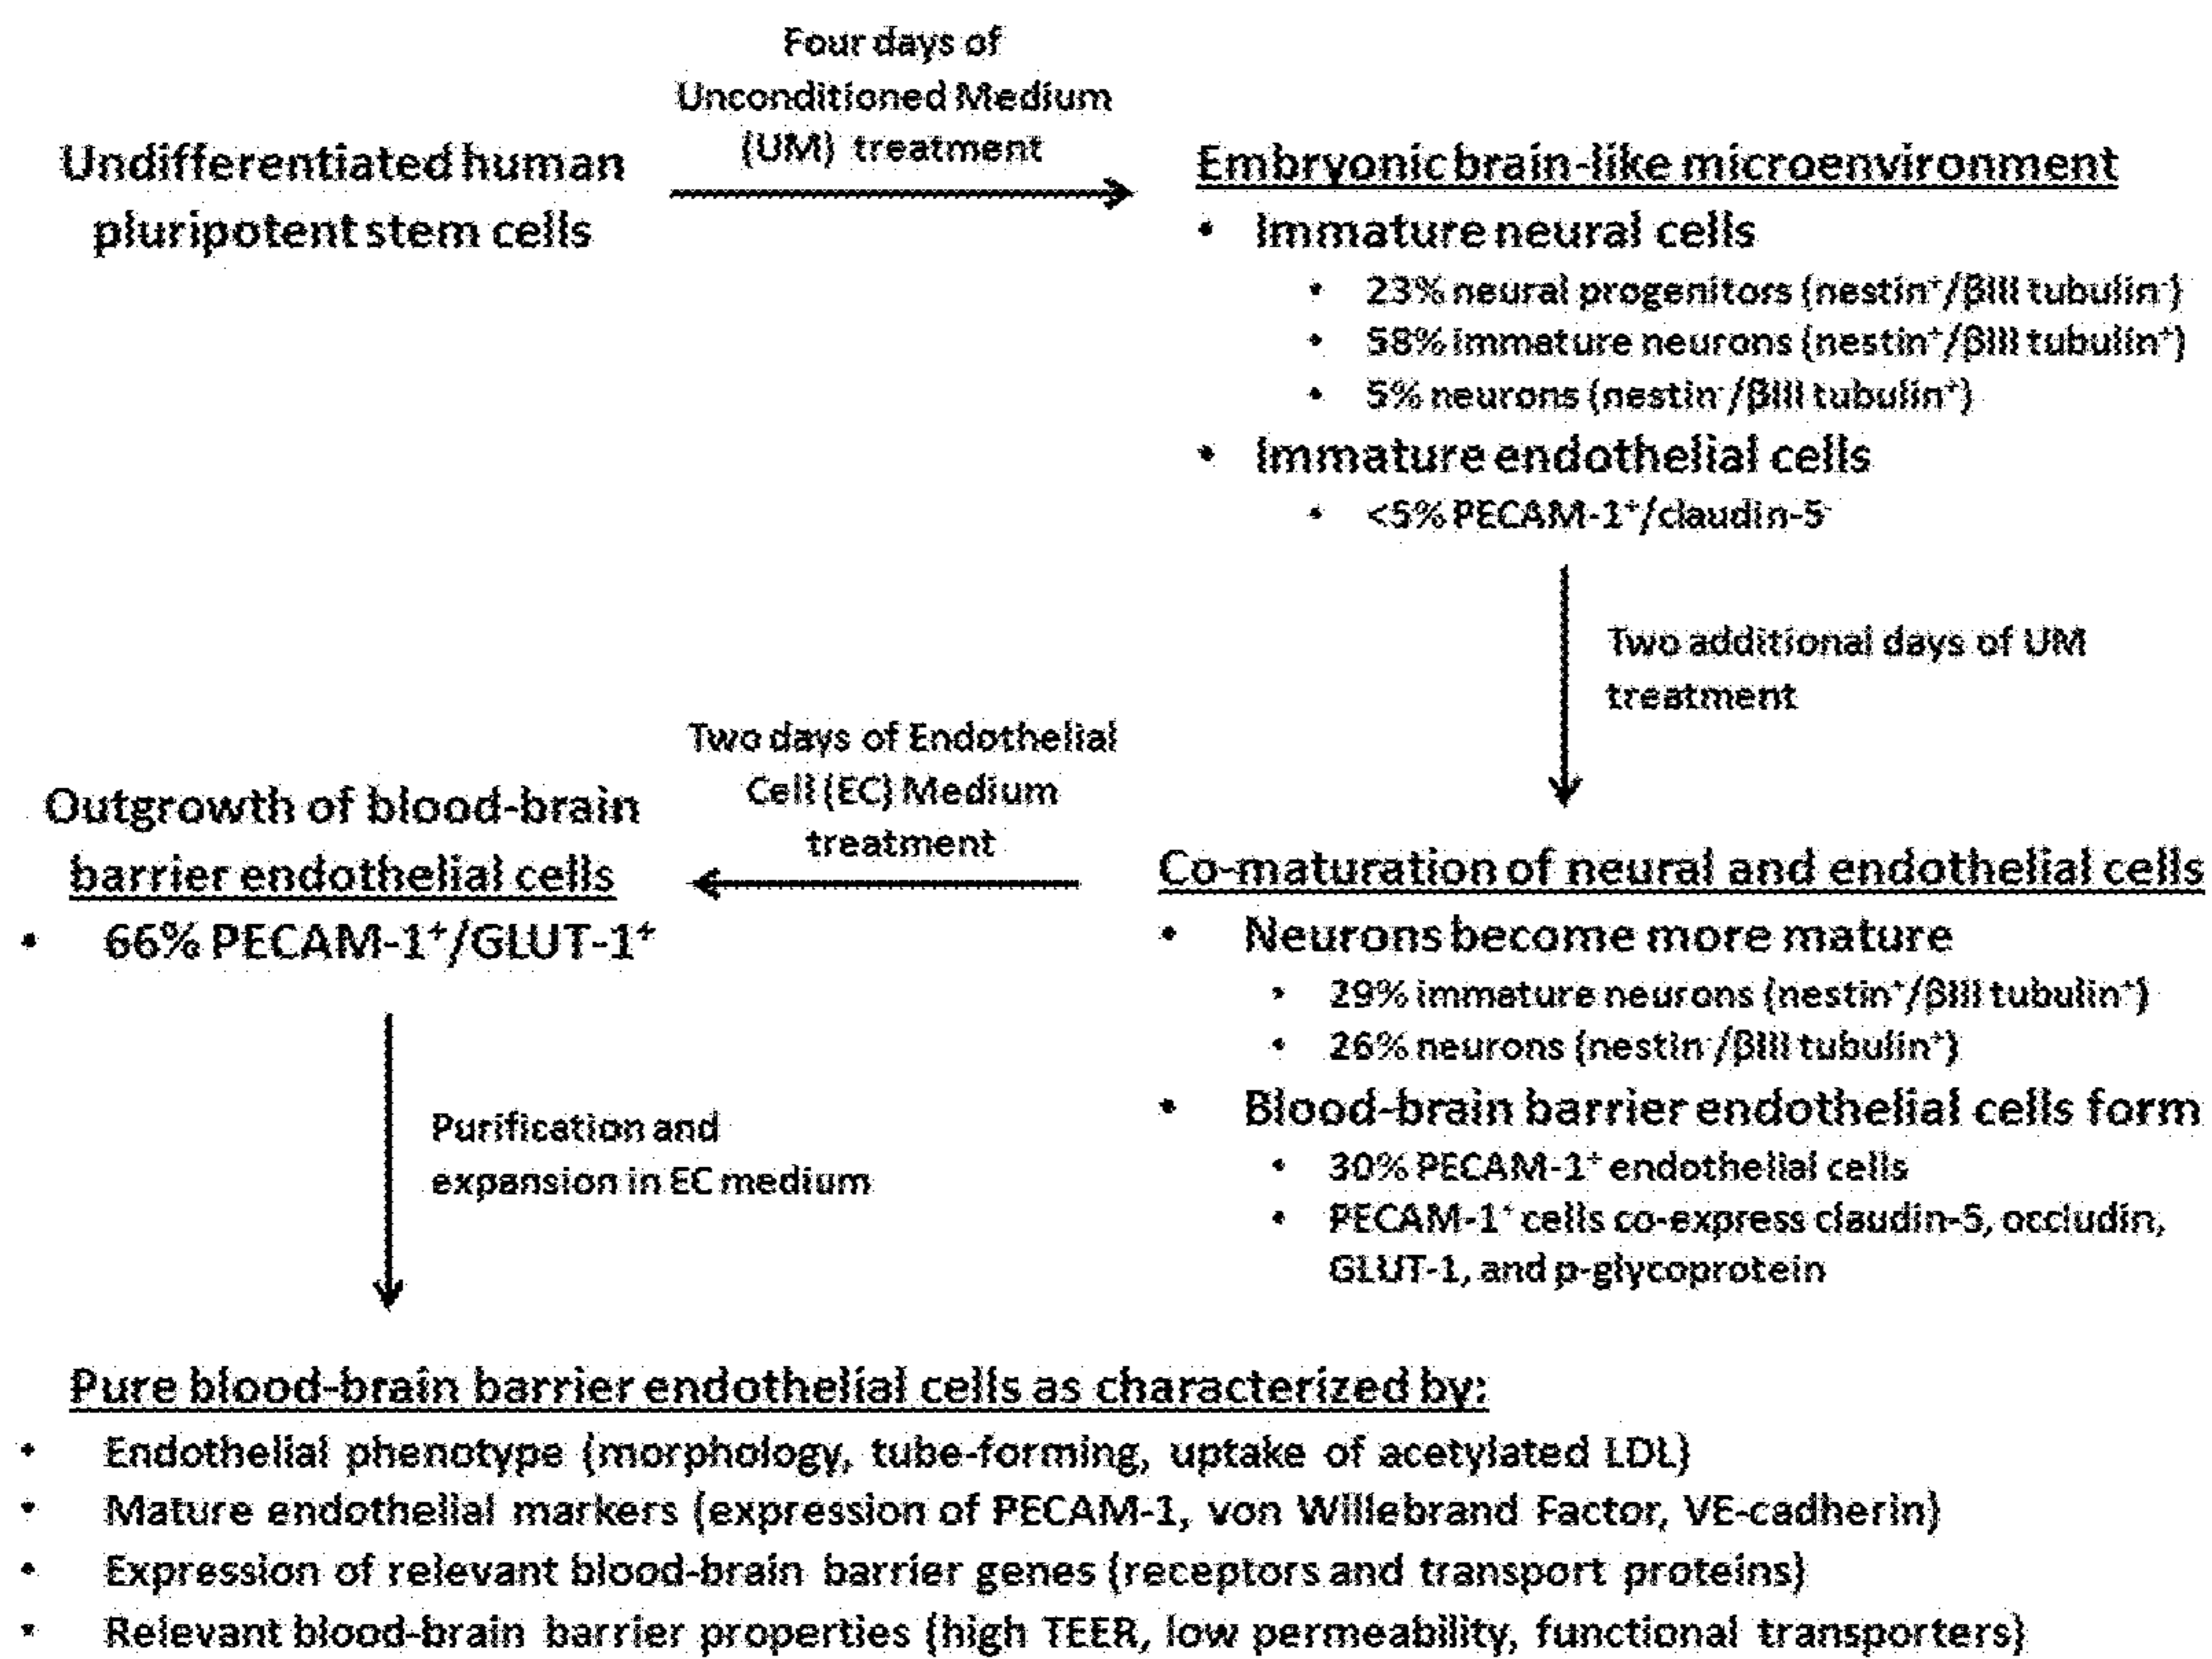 Four days of
Unconditioned Medium
(UM) treatment
Undifferentiated human
pluripotent stem cells
Embryonic brain-like microenvironment
• Immature neural cells
• 23% neural progenitors (nestin⁺/βIII tubulin⁻)
• 58% immature neurons (nestin⁺/βIII tubulin⁺)
• 5% neurons (nestin⁻/βIII tubulin⁺)
• Immature endothelial cells
• <5% PECAM-1⁺/claudin-5⁻
Two additional days of UM
treatment
Co-maturation of neural and endothelial cells
• Neurons become more mature
• 29% immature neurons (nestin⁺/βIII tubulin⁺)
• 26% neurons (nestin⁻/βIII tubulin⁺)
• Blood-brain barrier endothelial cells form
• 30% PECAM-1⁺ endothelial cells
• PECAM-1⁺ cells co-express claudin-5, occludin,
GLUT-1, and p-glycoprotein
Two days of Endothelial
Cell (EC) Medium
treatment
Outgrowth of blood-brain
barrier endothelial cells
• 66% PECAM-1⁺/GLUT-1⁺
Purification and
expansion in EC medium
Pure blood-brain barrier endothelial cells as characterized by:
• Endothelial phenotype (morphology, tube-forming, uptake of acetylated LDL)
• Mature endothelial markers (expression of PECAM-1, von Willebrand Factor, VE-cadherin)
• Expression of relevant blood-brain barrier genes (receptors and transport proteins)
• Relevant blood-brain barrier properties (high TEER, low permeability, functional transporters)